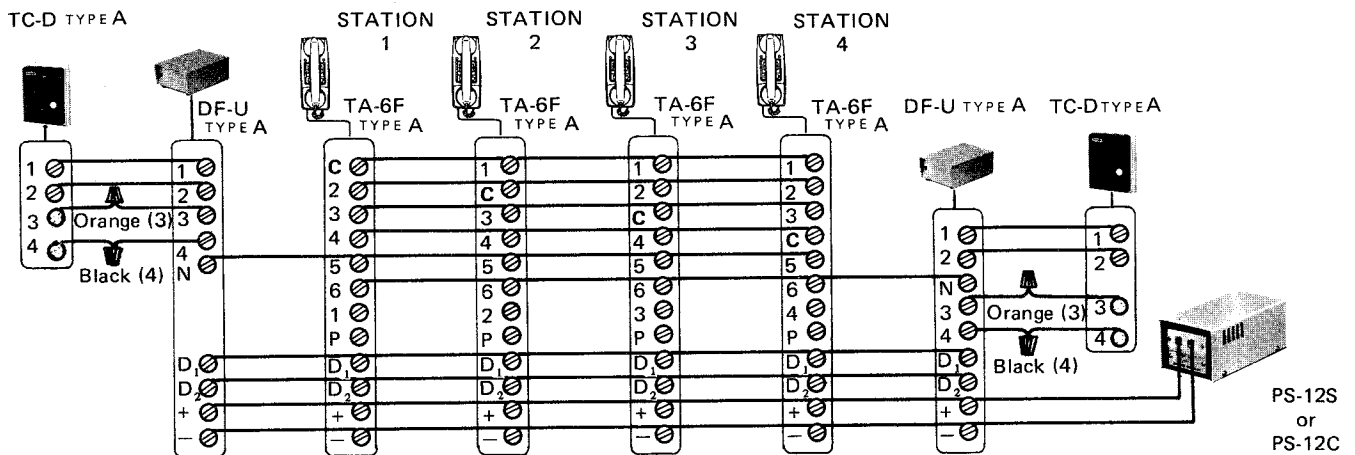 TC-D TYPE A
STATION 1
STATION 2
STATION 3
STATION 4
DF-U TYPE A
TA-6F TYPE A
TA-6F TYPE A
TA-6F TYPE A
TA-6F TYPE A
DF-U TYPE A
TC-D TYPE A
1
2
3
4
Orange (3)
Black (4)
1
2
3
4
N
D₁
D₂
+
−
C
2
3
4
5
6
1
P
D₁
D₂
+
−
1
C
3
4
5
6
2
P
D₁
D₂
+
−
1
2
C
4
5
6
3
P
D₁
D₂
+
−
1
2
3
C
5
6
4
P
D₁
D₂
+
−
1
2
N
3
4
D₁
D₂
+
−
Orange (3)
Black (4)
1
2
3
4
PS-12S
or
PS-12C